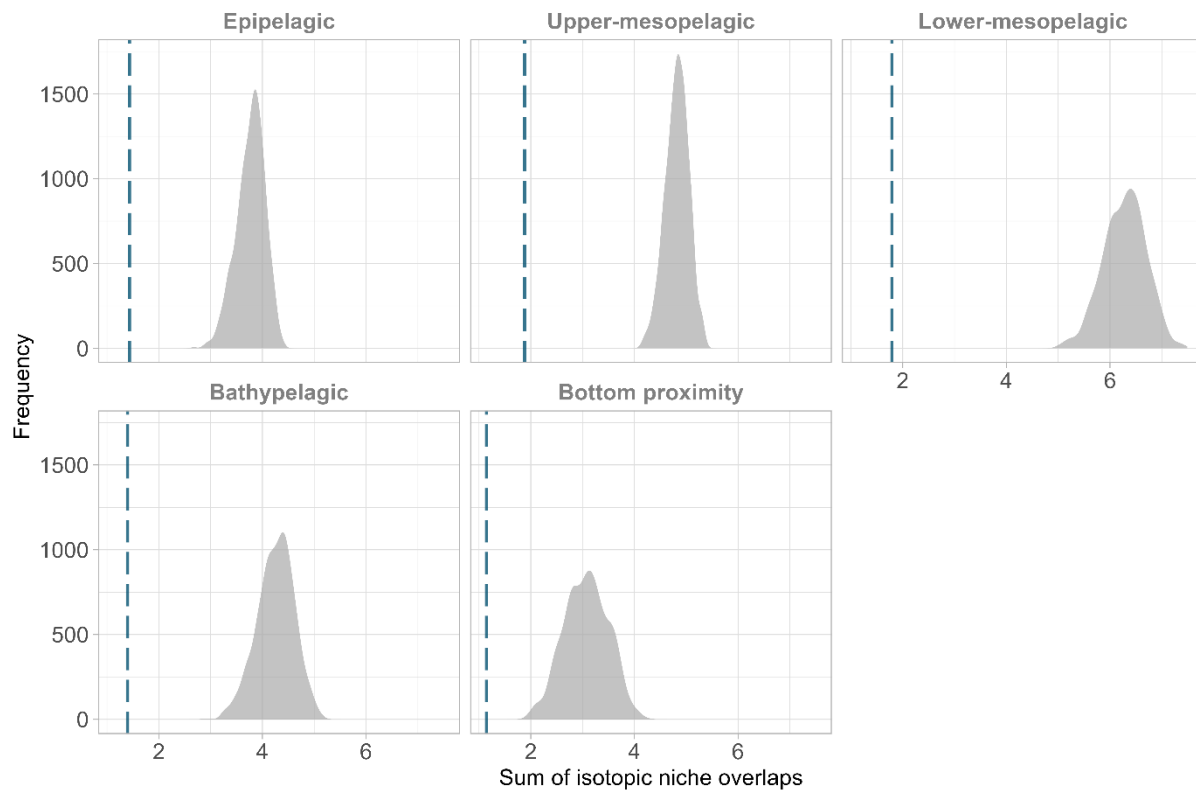 Epipelagic
Upper-mesopelagic
Lower-mesopelagic
1500
1000
500
0
2
4
6
Frequency
Bathypelagic
Bottom proximity
1500
1000
500
0
2
4
6
2
4
6
Sum of isotopic niche overlaps